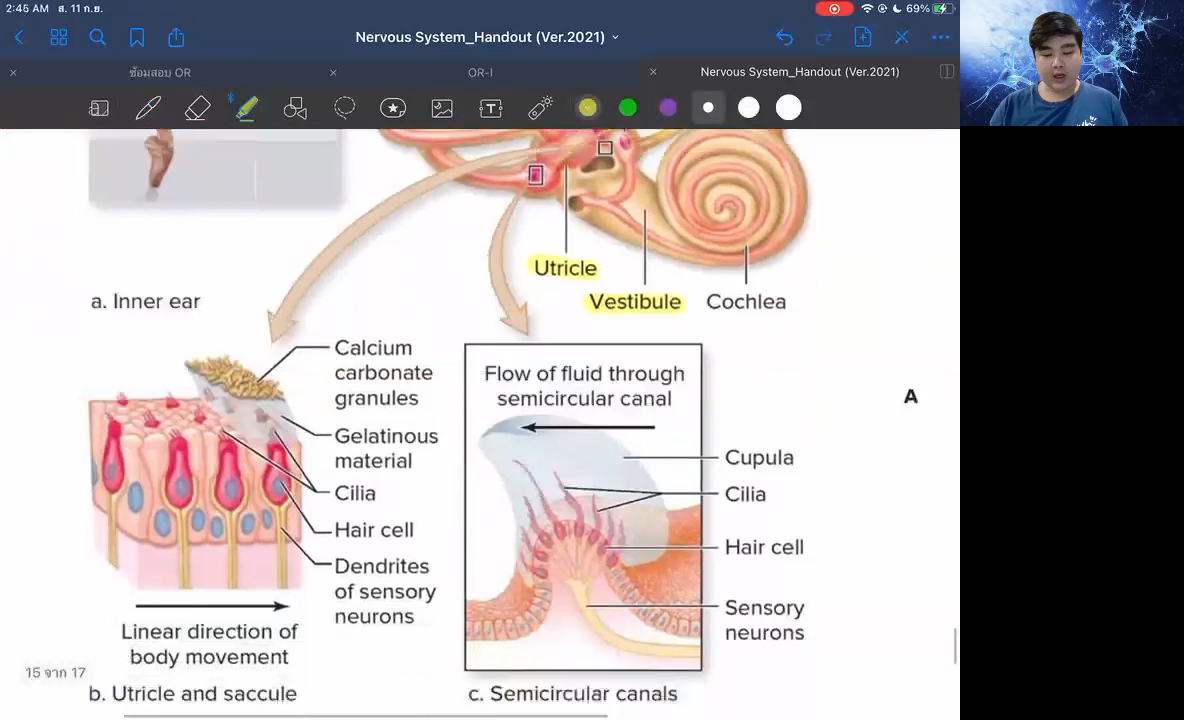 2:45 AM ส. 11 ก.ย.
69%
Nervous System_Handout (Ver.2021)
ซ้อมสอบ OR
OR-I
Nervous System_Handout (Ver.2021)
Utricle
Vestibule
Cochlea
a. Inner ear
Calcium
carbonate
granules
Gelatinous
material
Cilia
Hair cell
Dendrites
of sensory
neurons
Linear direction of
body movement
b. Utricle and saccule
Flow of fluid through
semicircular canal
Cupula
Cilia
Hair cell
Sensory
neurons
c. Semicircular canals
A
15 จาก 17